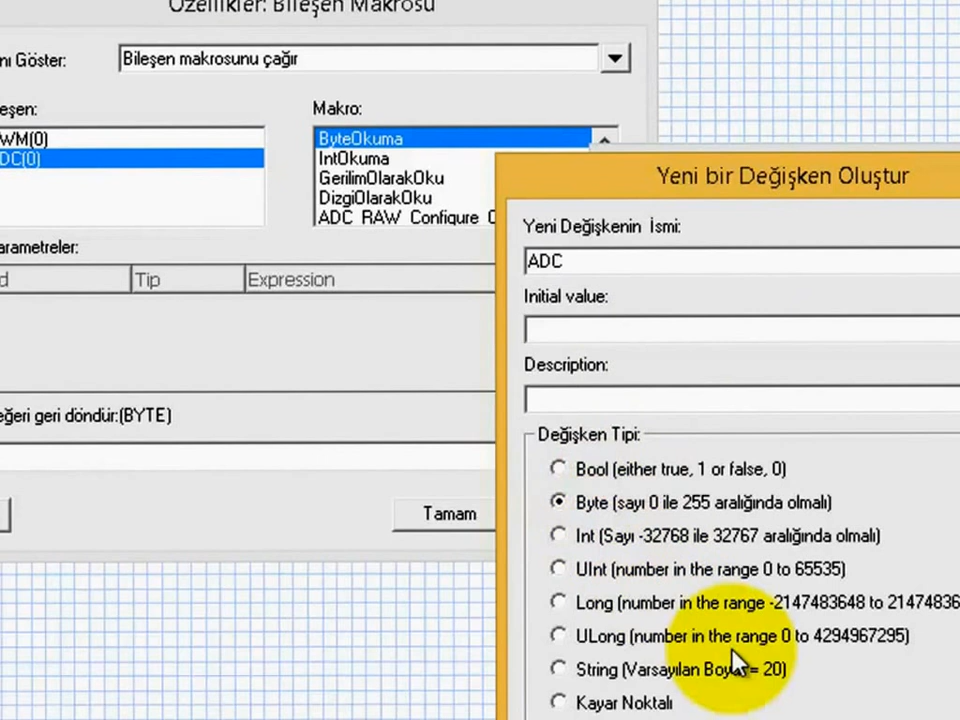 Özellikler: Bileşen Makrosu
nı Göster:
Bileşen makrosunu çağır
eşen:
Makro:
WM(0)
DC(0)
ByteOkuma
IntOkuma
GerilimOlarakOku
DizgiOlarakOku
ADC_RAW_Configure_C
arametreler:
d
Tip
Expression
eğeri geri döndür:(BYTE)
Tamam
Yeni bir Değişken Oluştur
Yeni Değişkenin İsmi:
ADC
Initial value:
Description:
Değişken Tipi:
Bool (either true, 1 or false, 0)
Byte (sayı 0 ile 255 aralığında olmalı)
Int (Sayı -32768 ile 32767 aralığında olmalı)
UInt (number in the range 0 to 65535)
Long (number in the range -2147483648 to 21474836
ULong (number in the range 0 to 4294967295)
String (Varsayılan Boyut = 20)
Kayar Noktalı